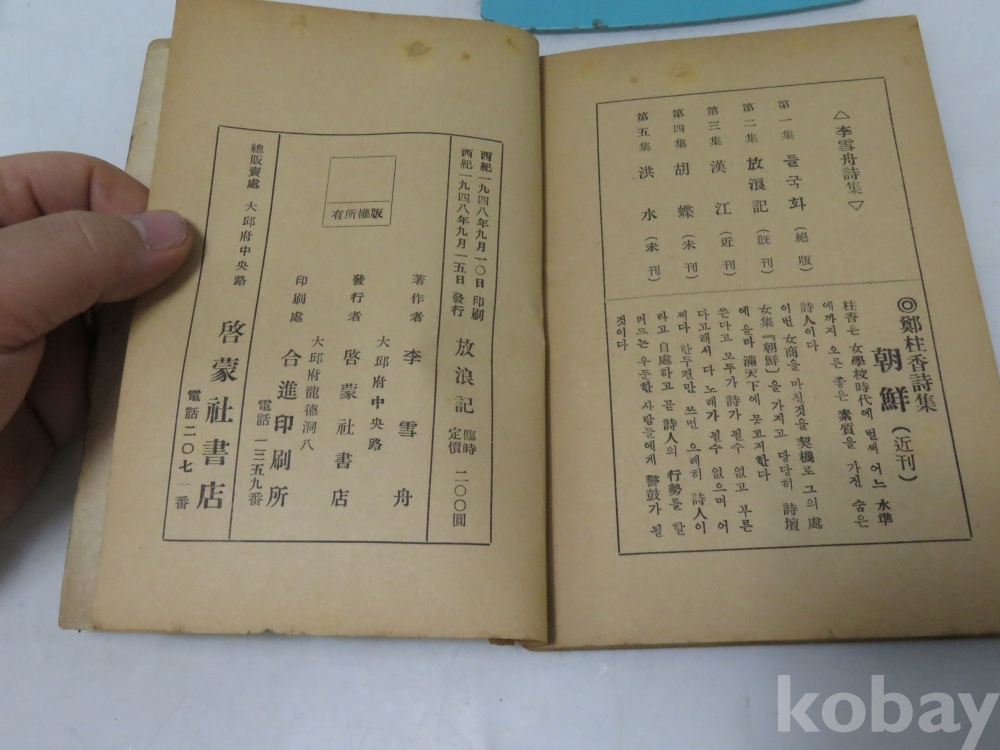 △李雪舟詩集▽
第一集 들국화 (絕版)
第二集 放浪記 (旣刊)
第三集 漢江 (近刊)
第四集 胡蝶 (未刊)
第五集 洪水 (未刊)
◎鄭桂香詩集
朝鮮 (近刊)
桂香은 女學校時代에 벌써 어느 水準
에까지 오른 좋은 素質을 가진 숨은
詩人이다
이번 女商을 마친것을 契機로 그의 處
女集『朝鮮』을 가지고 당당히 詩壇
에 올라 滿天下에 뭇고저한다
쓴다고 모두가 詩가 될수 없으며 어
다고해서 다 노래가 될수 없고 부른
찌다 한두편만 쓰면 으레히 詩人이
라고 自處하고 곧 詩人의 行勢를 할
며드는 우둔한 사람들에게 警鼓가 될
것이다
西紀一九四八年九月一〇日 印刷
西紀一九四八年九月一五日 發行
放浪記 臨時定價 二〇〇圓
著作者 李雪舟
大邱府中央路
發行者 啓蒙社書店
大邱府龍德洞八
印刷處 合進印刷所
電話 一三五九番
版權所有
總販賣處 大邱府中央路
啓蒙社書店
電話二〇七一番
kobay